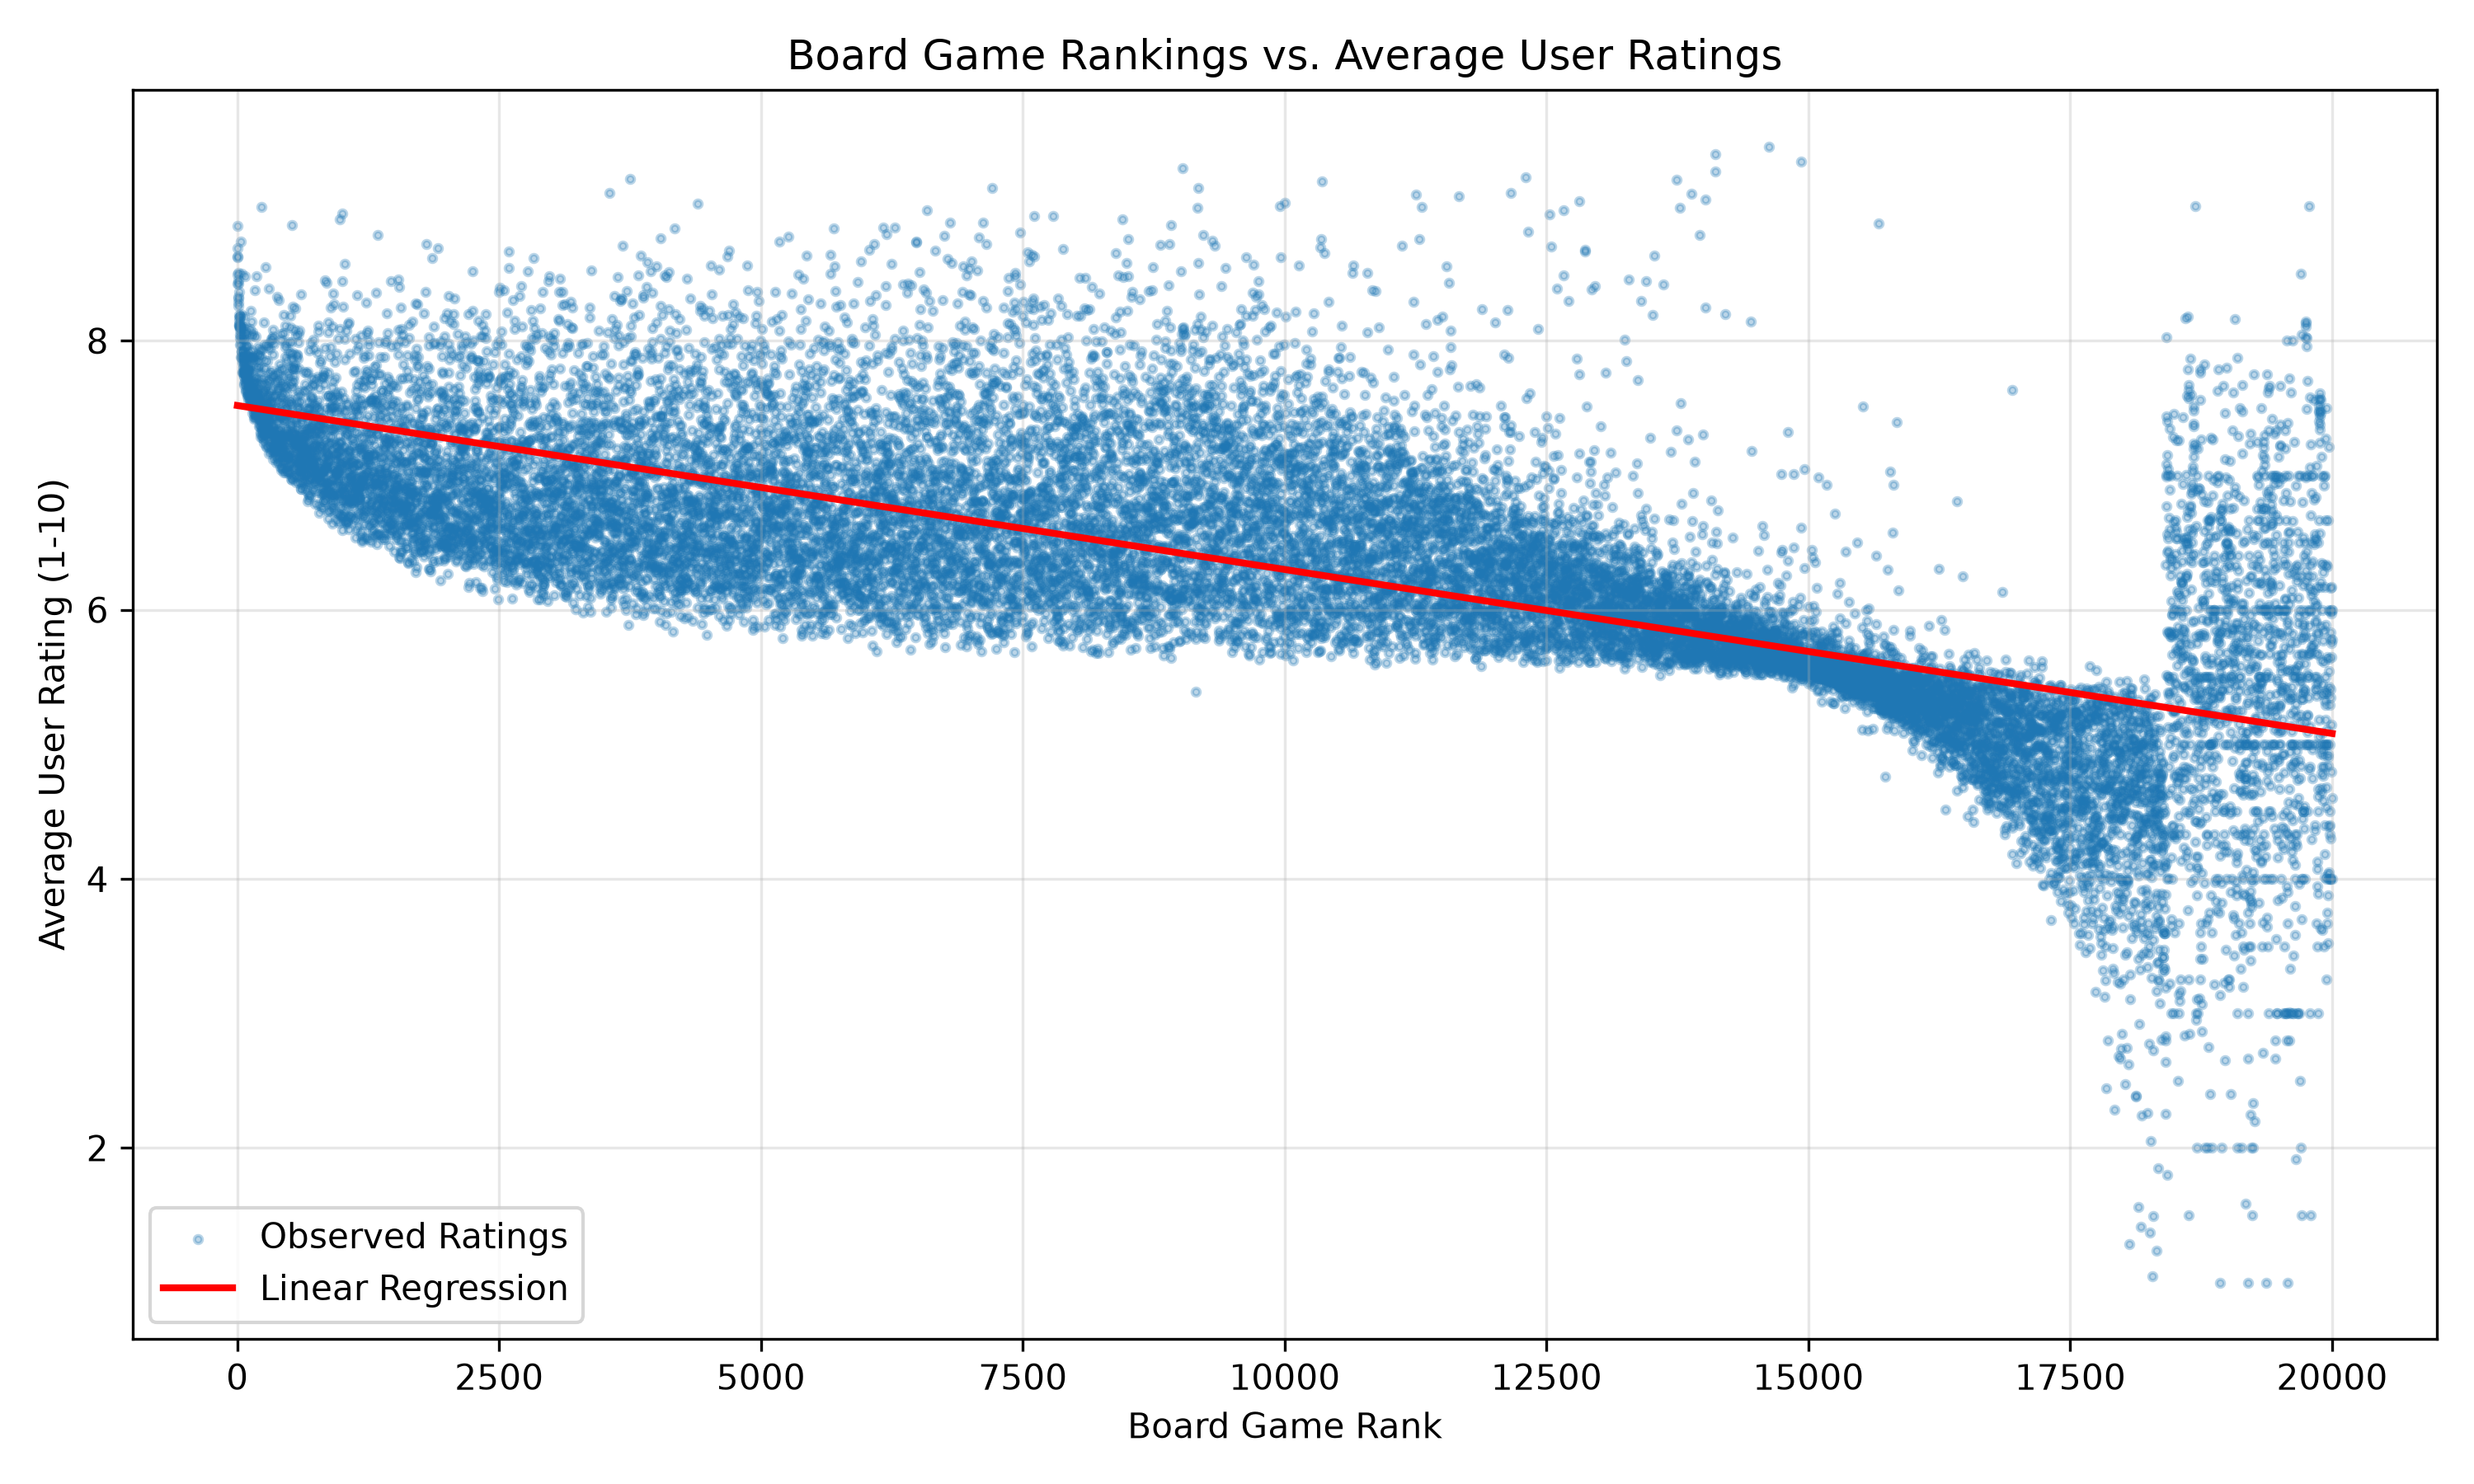 Board Game Rankings vs. Average User Ratings
Average User Rating (1-10)
8
6
4
2
Observed Ratings
Linear Regression
0 2500 5000 7500 10000 12500 15000 17500 20000
Board Game Rank